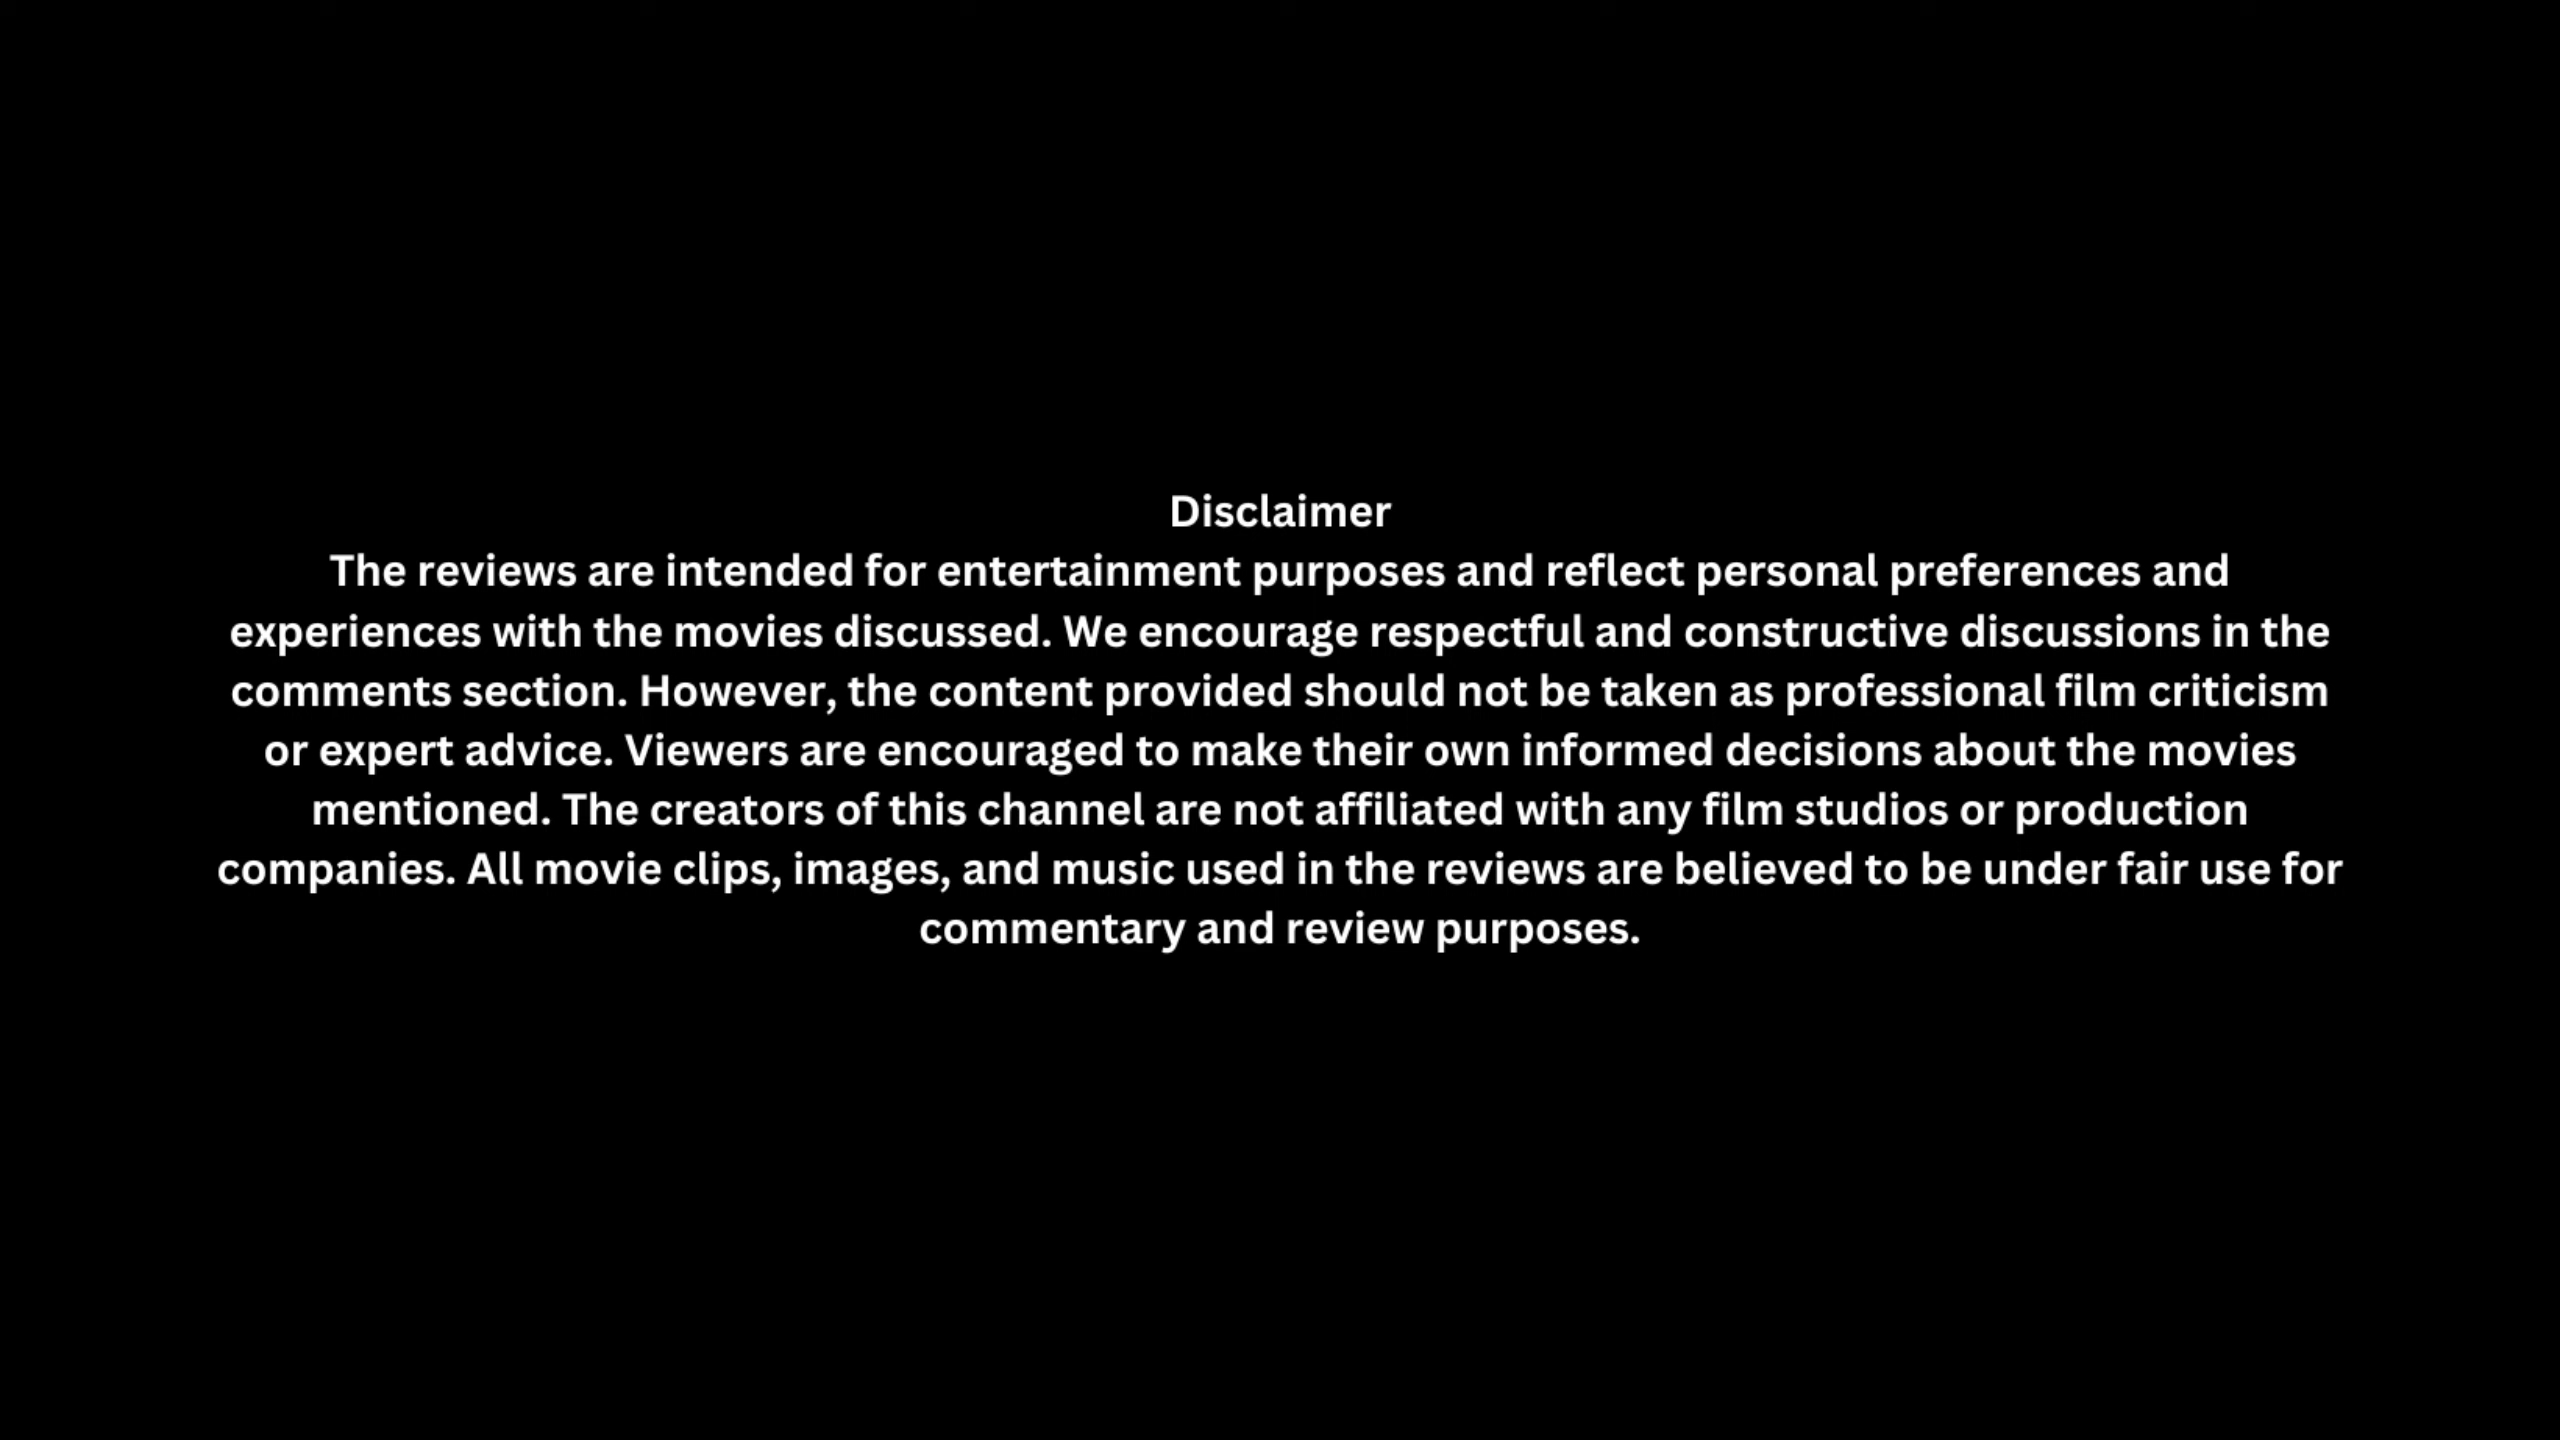 Disclaimer
The reviews are intended for entertainment purposes and reflect personal preferences and
experiences with the movies discussed. We encourage respectful and constructive discussions in the
comments section. However, the content provided should not be taken as professional film criticism
or expert advice. Viewers are encouraged to make their own informed decisions about the movies
mentioned. The creators of this channel are not affiliated with any film studios or production
companies. All movie clips, images, and music used in the reviews are believed to be under fair use for
commentary and review purposes.